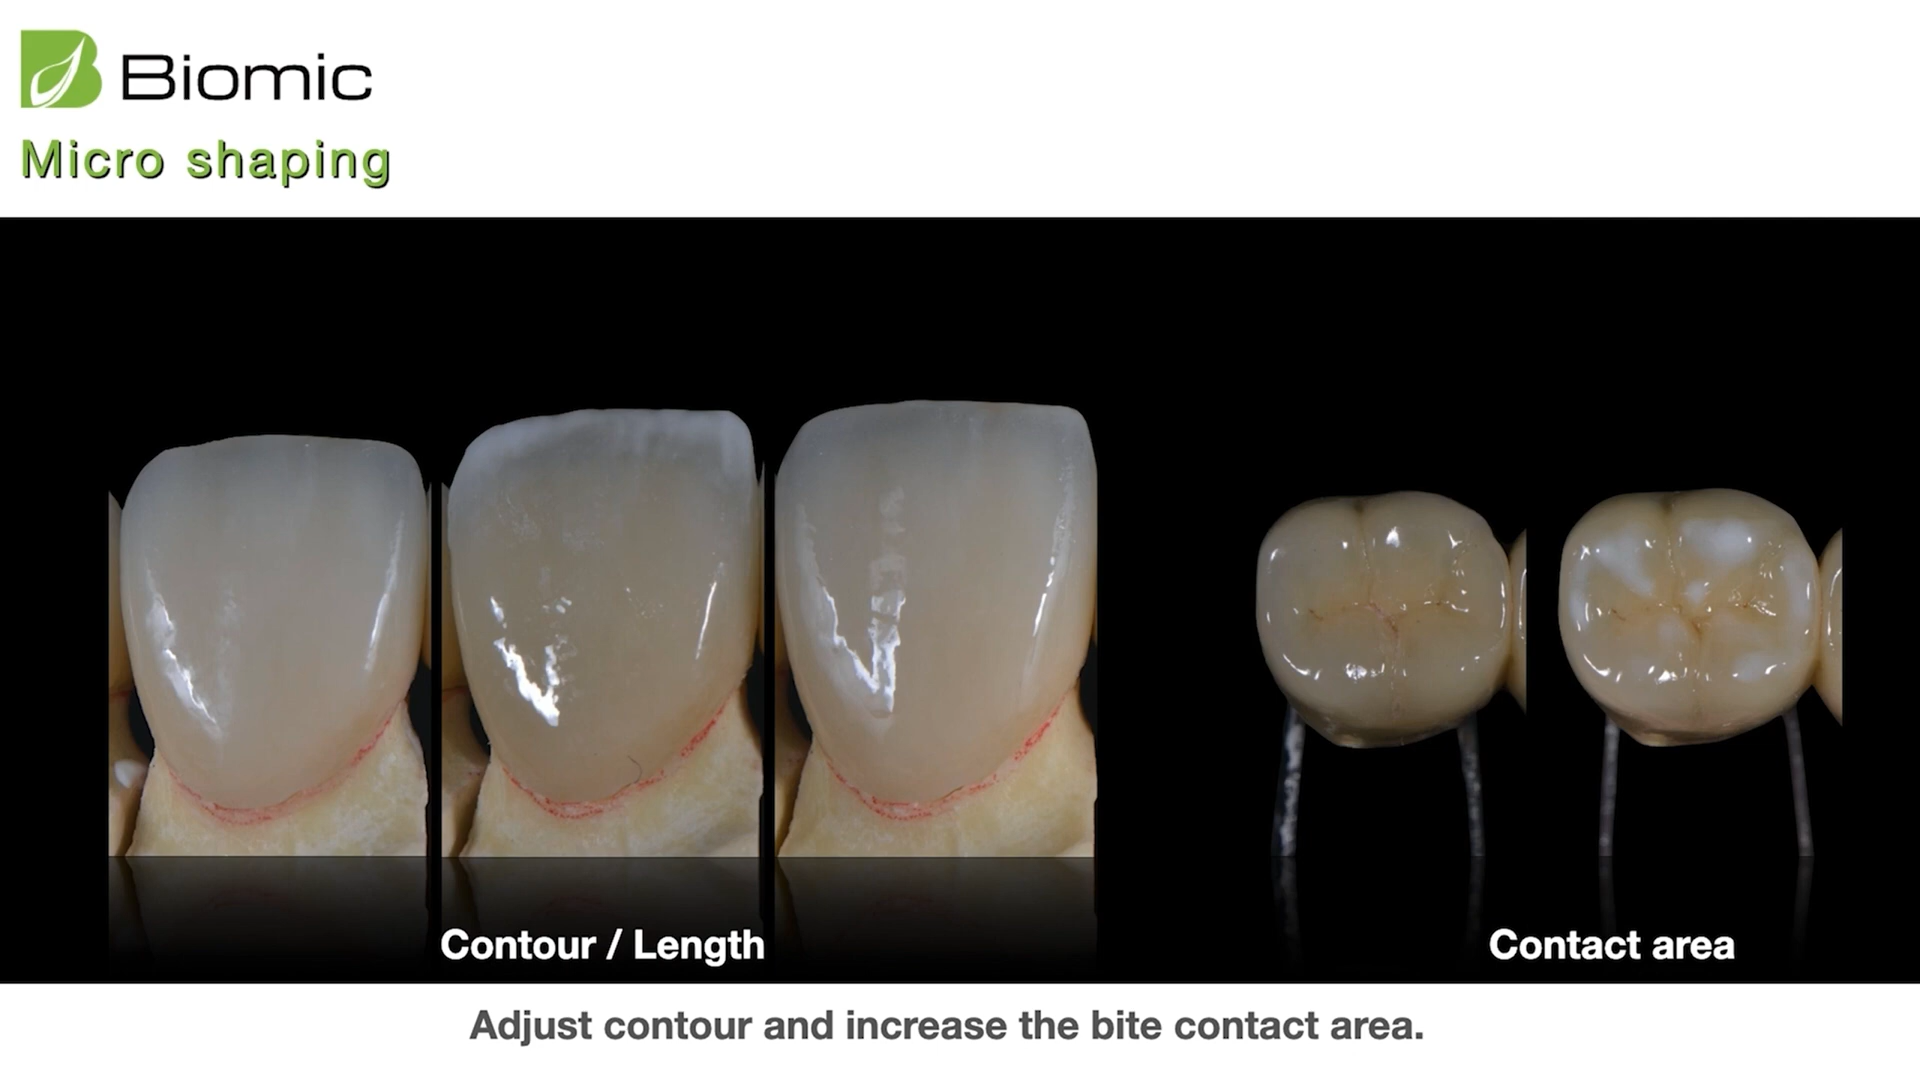 Biomic
Micro shaping
Contour / Length
Contact area
Adjust contour and increase the bite contact area.